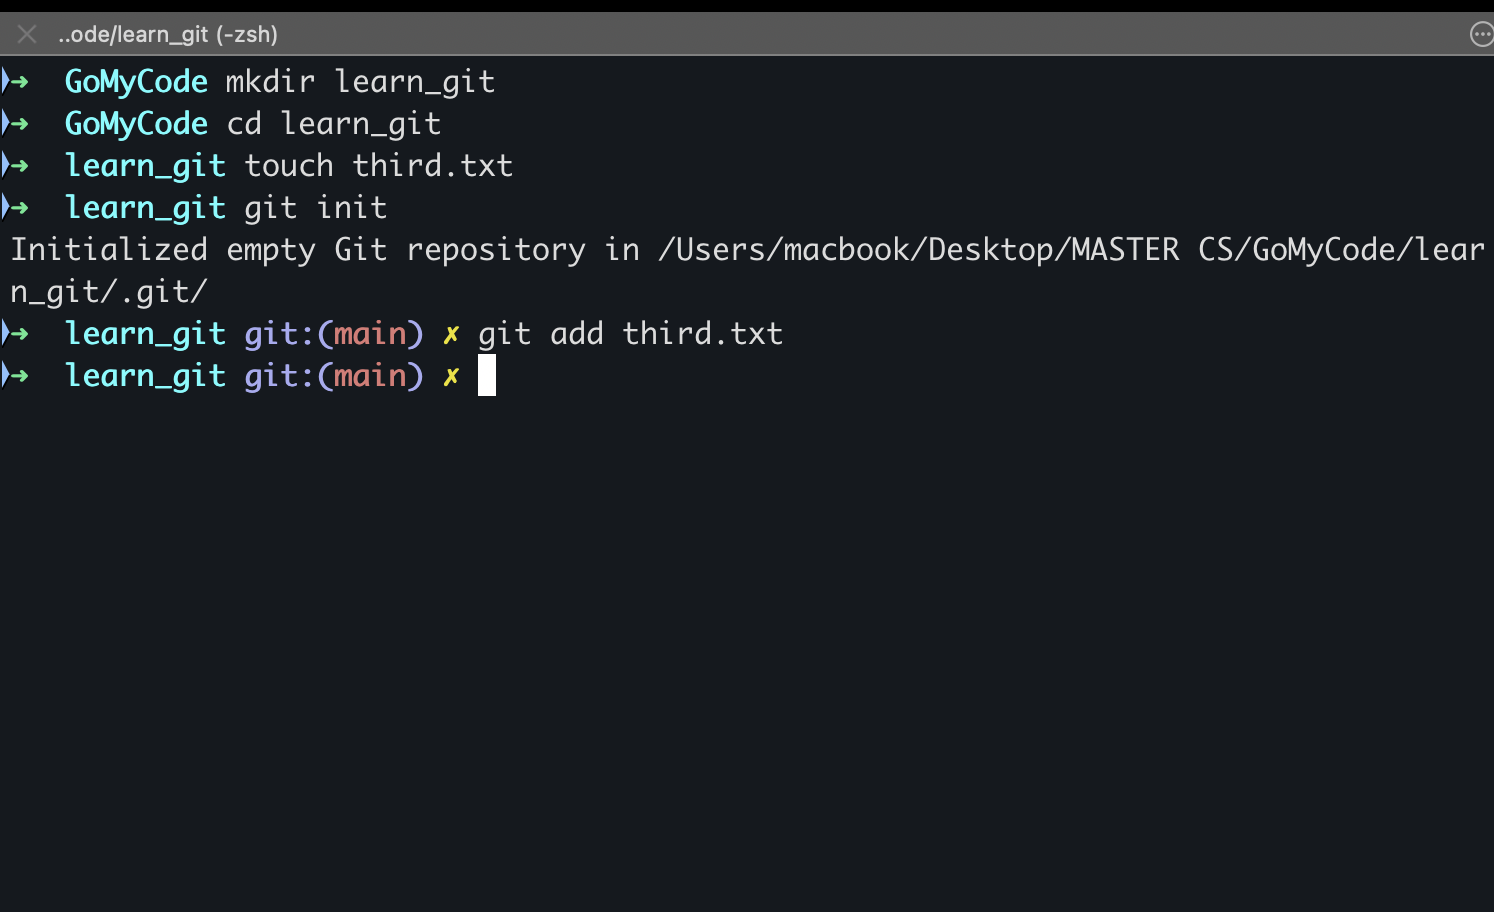 ..ode/learn_git (-zsh)
➜ GoMyCode mkdir learn_git
➜ GoMyCode cd learn_git
➜ learn_git touch third.txt
➜ learn_git git init
Initialized empty Git repository in /Users/macbook/Desktop/MASTER CS/GoMyCode/lear
n_git/.git/
➜ learn_git git:(main) ✗ git add third.txt
➜ learn_git git:(main) ✗